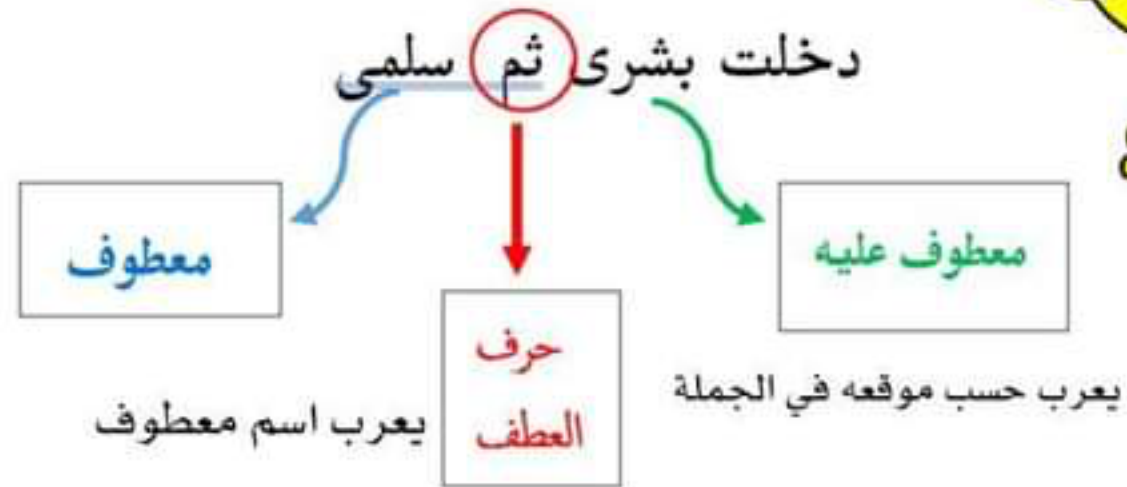 دخلت بشرى ثم سلمى
معطوف عليه
معطوف
حرف
العطف
يعرب حسب موقعه في الجملة
يعرب اسم معطوف